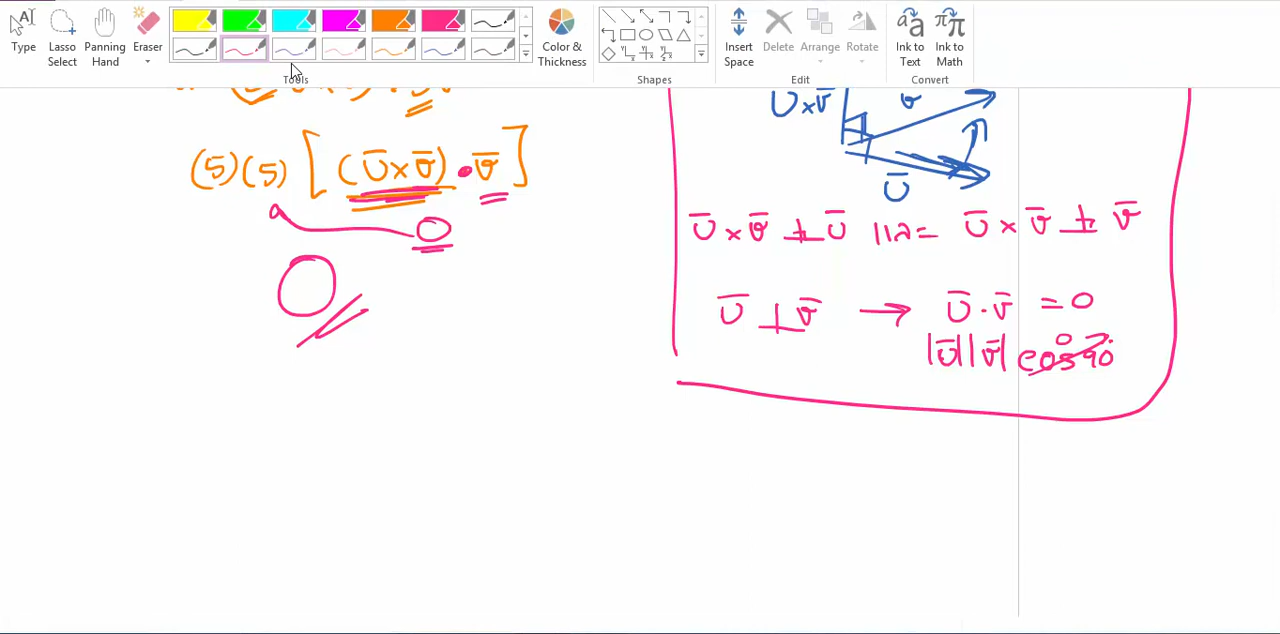 Type
Lasso Select
Panning Hand
Eraser
Tools
Color & Thickness
Shapes
Insert Space
Delete
Arrange
Rotate
Edit
Ink to Text
Ink to Math
Convert
(5)(5) [ (ū×v̄) • v̄ ]
0
0
ū×v̄
v̄
ū
ū × v̄ ⊥ ū และ ū × v̄ ⊥ v̄
ū ⊥ v̄ → ū · v̄ = 0
|ū||v̄| cos 90° 0